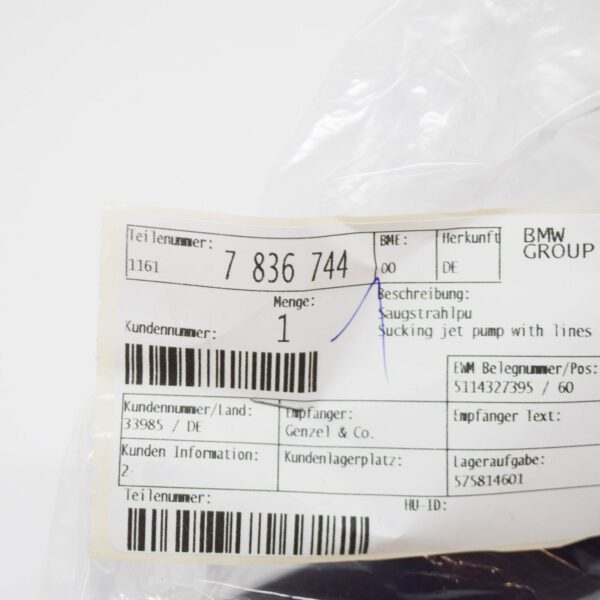 Teilenummer:
1161 7 836 744
BME:
00
Herkunft
DE
BMW
GROUP
Menge:
1
Beschreibung:
Saugstrahlpu
Sucking jet pump with lines
Kundennummer:
EWM Belegnummer/Pos:
5114327395 / 60
Kundennummer/Land:
33985 / DE
Empfänger:
Genzel & Co.
Empfanger Text:
Kunden Information:
2
Kundenlagerplatz:
Lageraufgabe:
575814601
Teilenummer:
HU-ID: